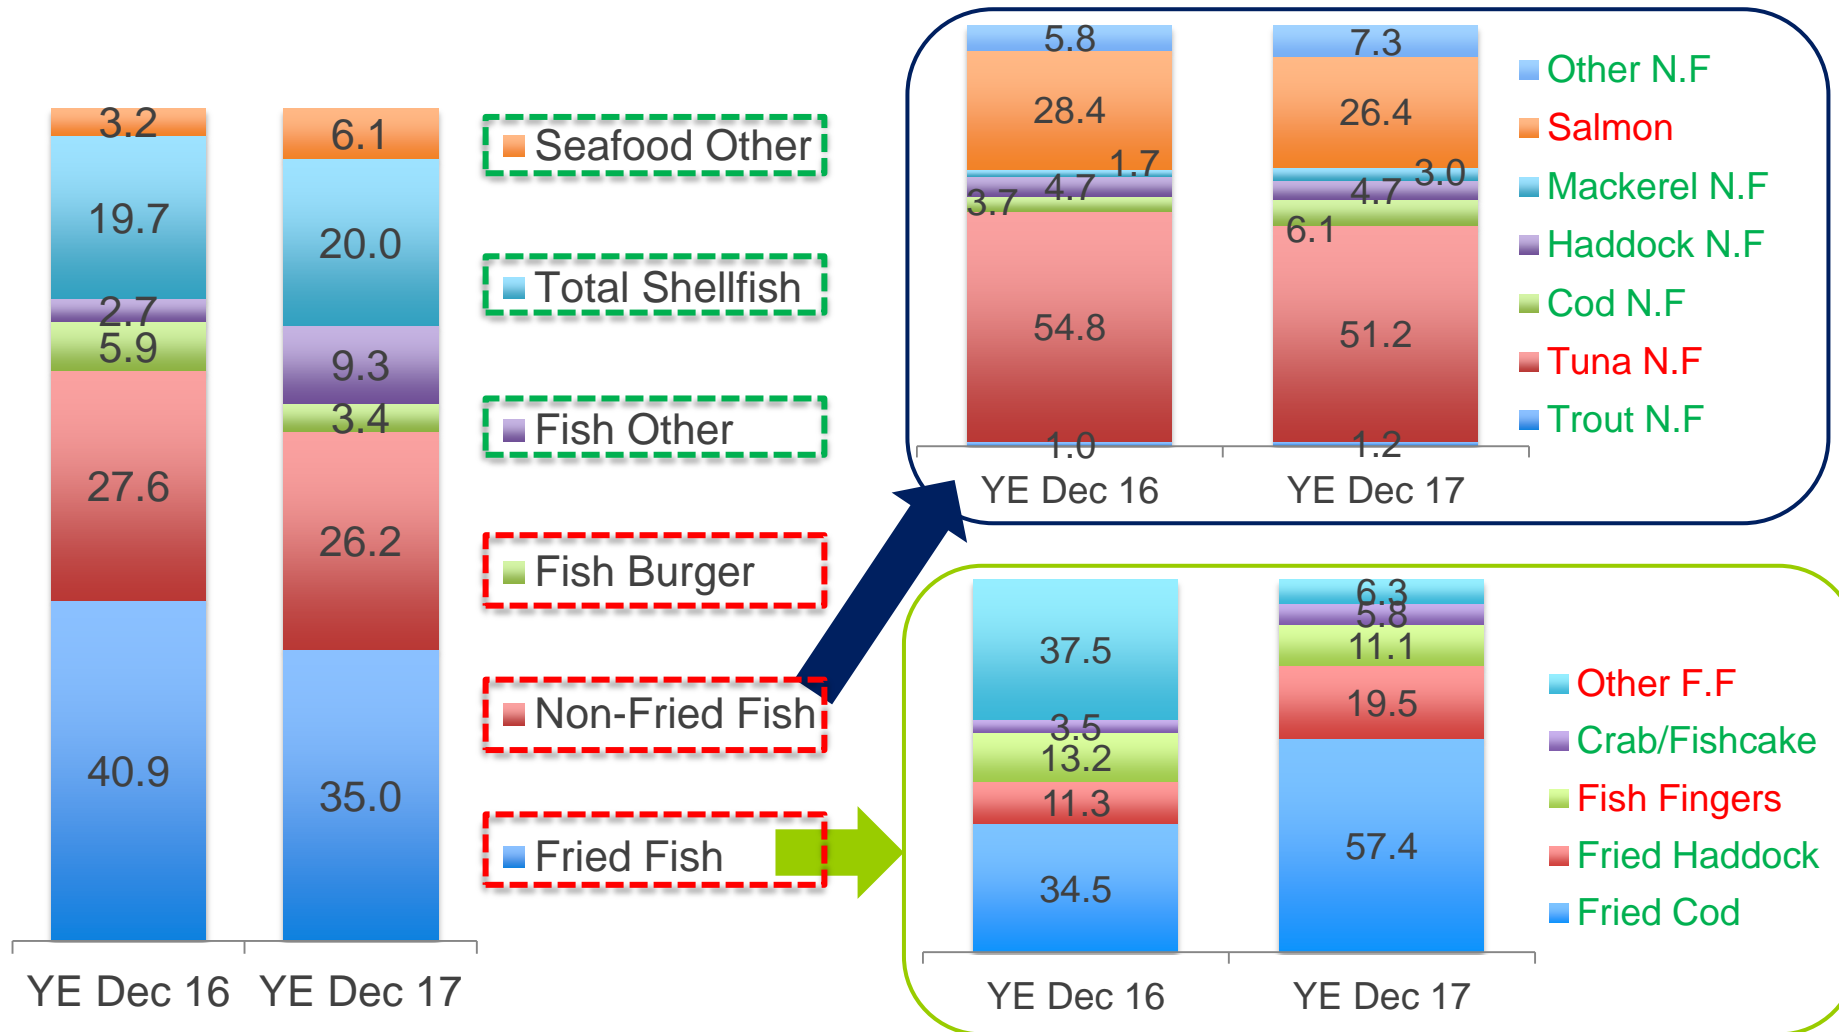 3.2
19.7
2.7
5.9
27.6
40.9
YE Dec 16
6.1
20.0
9.3
3.4
26.2
35.0
YE Dec 17
Seafood Other
Total Shellfish
Fish Other
Fish Burger
Non-Fried Fish
Fried Fish
5.8
28.4
1.7
4.7
3.7
54.8
1.0
YE Dec 16
7.3
26.4
3.0
4.7
6.1
51.2
1.2
YE Dec 17
Other N.F
Salmon
Mackerel N.F
Haddock N.F
Cod N.F
Tuna N.F
Trout N.F
37.5
3.5
13.2
11.3
34.5
YE Dec 16
6.3
5.8
11.1
19.5
57.4
YE Dec 17
Other F.F
Crab/Fishcake
Fish Fingers
Fried Haddock
Fried Cod